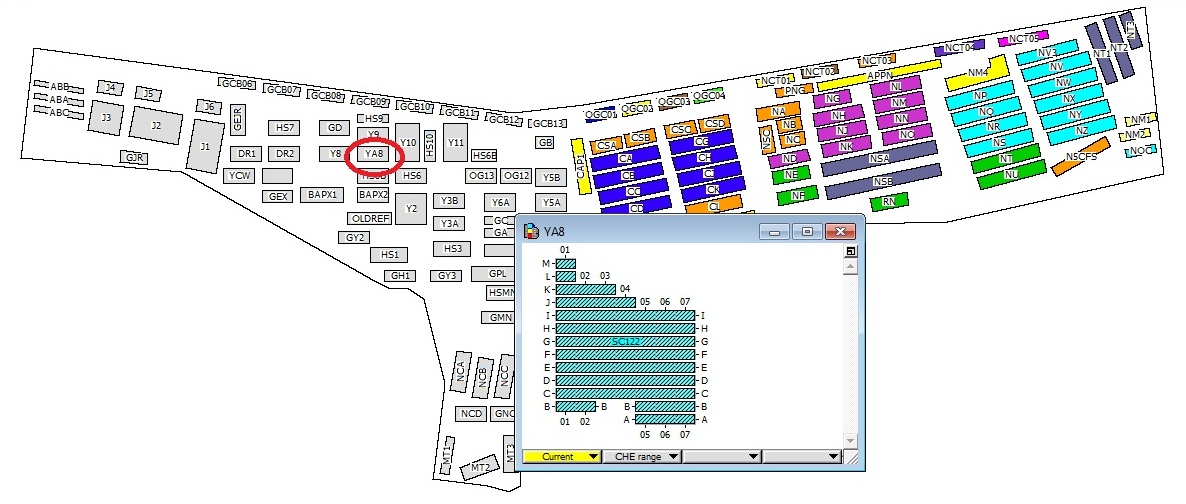 NCT05
NT3
NCT04
NV3
NT1
NT2
NCT03
NV
NCT02
APPN
NM4
NW
NCT01
PNG
NL
NP
NX
GCB06
GCB07
GCB08
GCB09
GCB10
GCB11
GCB12
GCB13
ABB
ABA
ABC
J4
J5
J6
J3
J2
J1
GJR
GEJR
HS9
OGC01
OGC02
OGC03
OGC04
NA
NG
NM
NQ
NY
NM1
HS7
GD
Y9
Y10
HS10
Y11
GB
CSA
CSB
CSC
CSD
NSC
NB
NH
NN
NR
NZ
NM2
DR1
DR2
Y8
YA8
HS6B
CAP1
CA
CG
NC
NJ
NO
NS
NOC
YCW
HS6
OG13
OG12
Y5B
CB
CH
ND
NK
NSA
NT
N5CFS
GEX
BAPX1
BAPX2
Y2
Y3B
Y6A
Y5A
CC
CJ
NE
NSB
NU
OLDREF
Y3A
GC
GA
CD
CK
CL
NF
RN
GY2
HS1
HS3
GH1
GY3
GPL
HSMN
GMN
NCA
NCB
NCC
NCD
GNC
MT1
MT2
MT3
YA8
01
M
L
02 03
K
04
J
05 06 07
I I
H H
G SC122 G
F F
E E
D D
C C
B B B B
A A
01 02
05 06 07
Current
CHE range